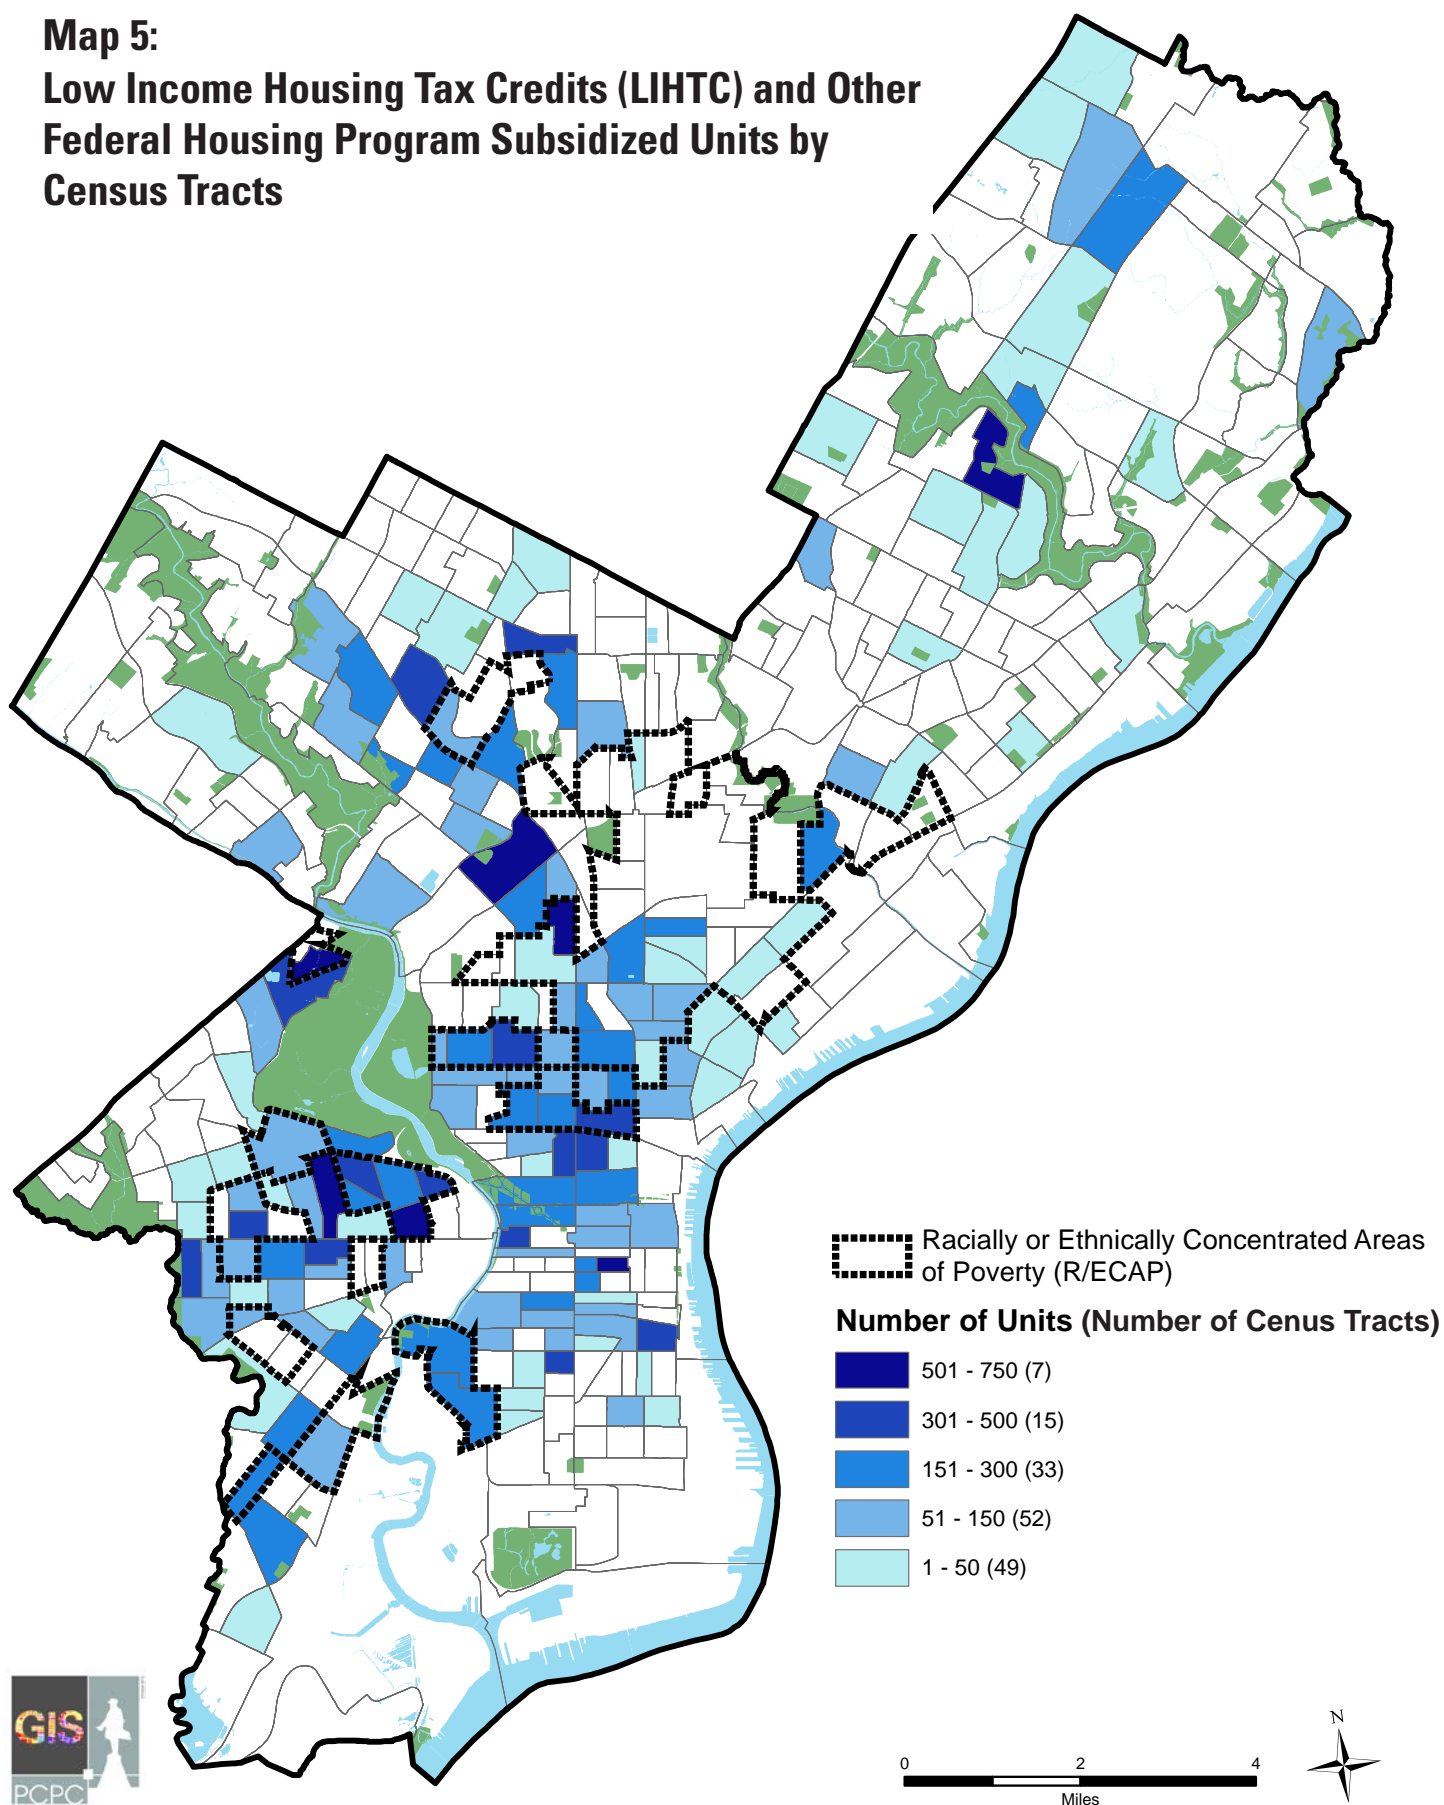 Map 5:
Low Income Housing Tax Credits (LIHTC) and Other
Federal Housing Program Subsidized Units by
Census Tracts
Racially or Ethnically Concentrated Areas
of Poverty (R/ECAP)
Number of Units (Number of Cenus Tracts)
501 - 750 (7)
301 - 500 (15)
151 - 300 (33)
51 - 150 (52)
1 - 50 (49)
GIS
PCPC
N
0 2 4
Miles